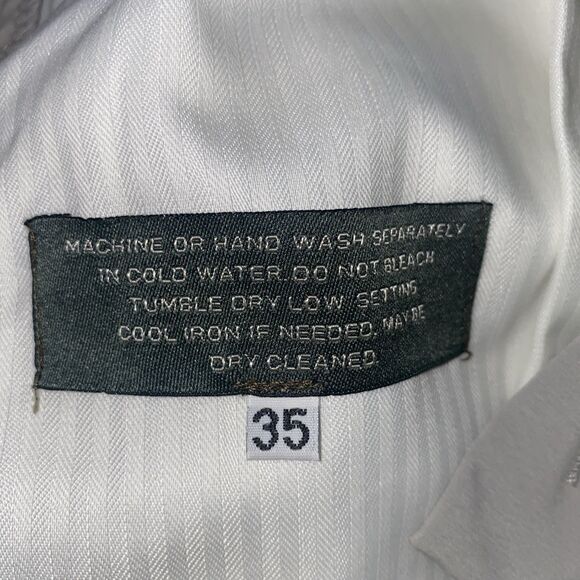 MACHINE OR HAND WASH SEPARATELY
IN COLD WATER. DO NOT BLEACH
TUMBLE DRY LOW SETTING
COOL IRON IF NEEDED. MAY BE
DRY CLEANED
35